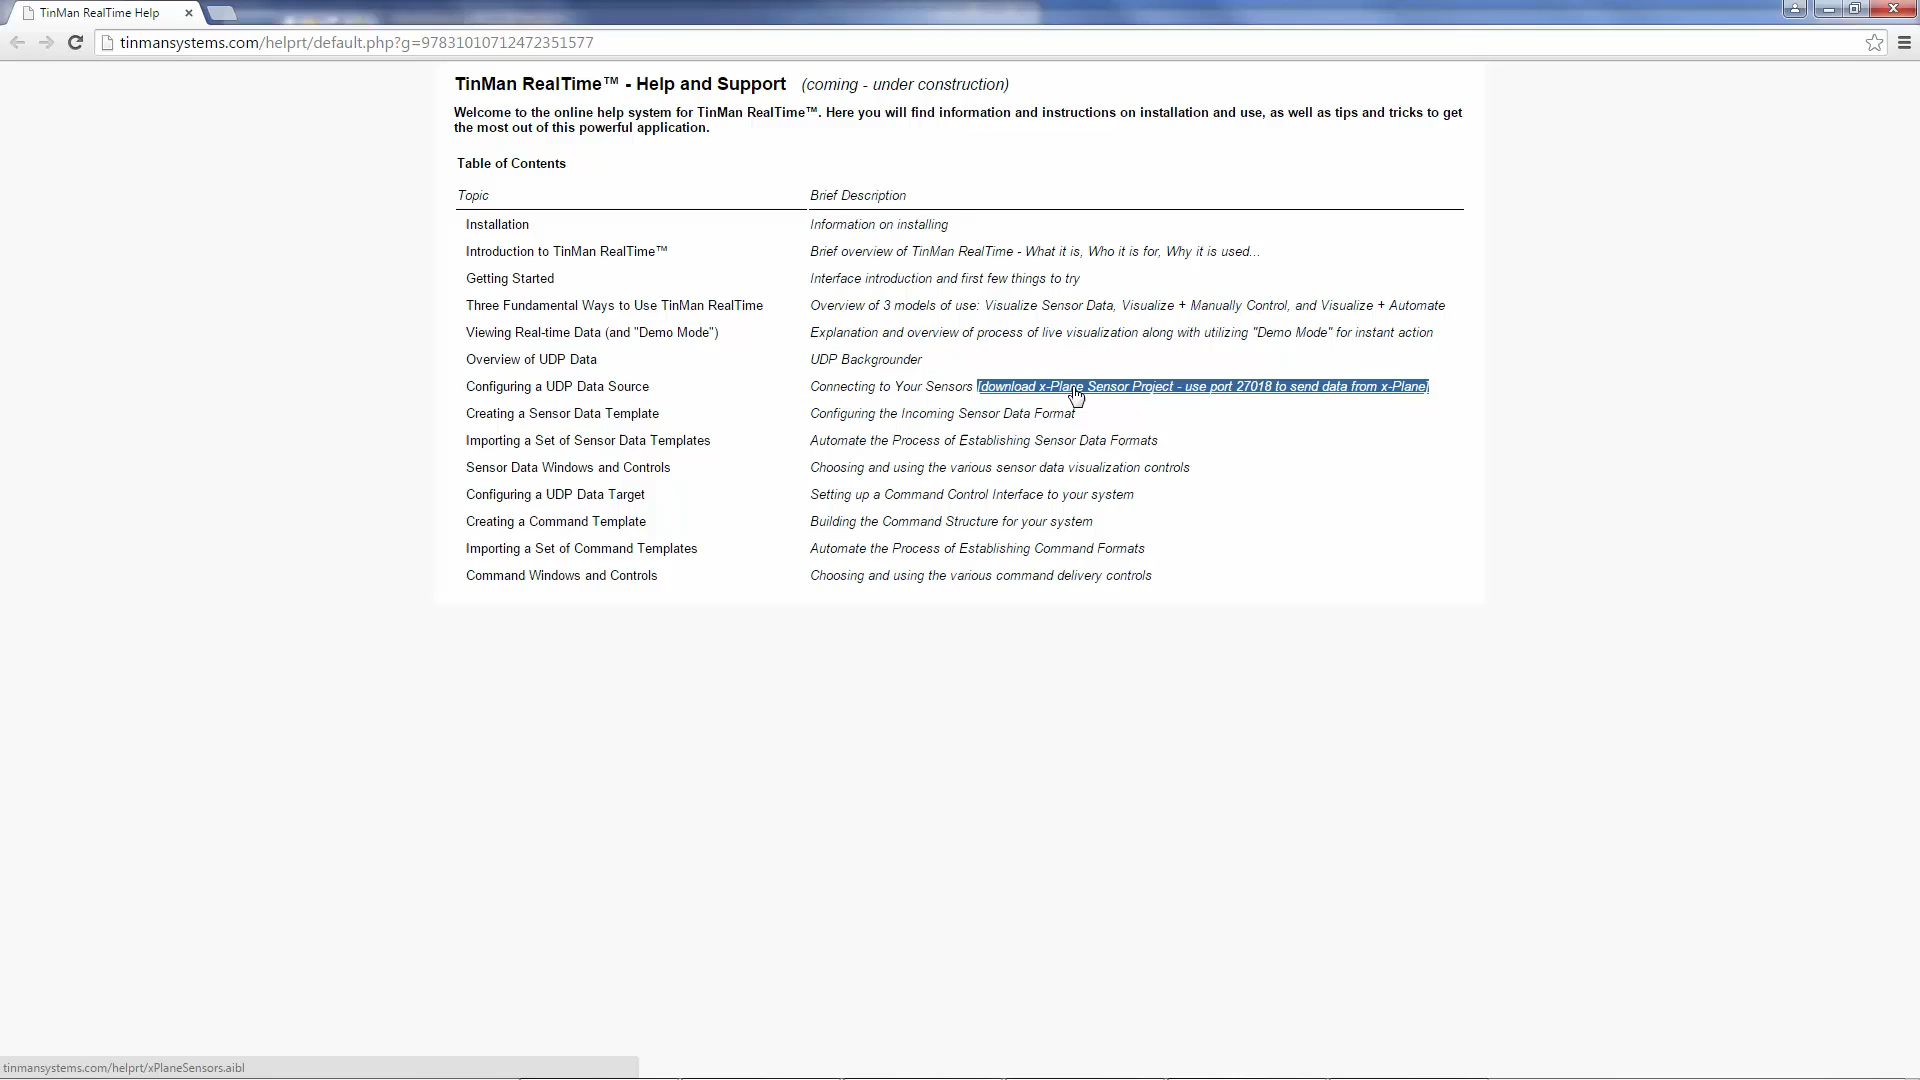 TinMan RealTime Help
tinmansystems.com/helprt/default.php?g=97831010712472351577
TinMan RealTime™ - Help and Support (coming - under construction)
Welcome to the online help system for TinMan RealTime™. Here you will find information and instructions on installation and use, as well as tips and tricks to get
the most out of this powerful application.
Table of Contents
Topic Brief Description
Installation Information on installing
Introduction to TinMan RealTime™ Brief overview of TinMan RealTime - What it is, Who it is for, Why it is used...
Getting Started Interface introduction and first few things to try
Three Fundamental Ways to Use TinMan RealTime Overview of 3 models of use: Visualize Sensor Data, Visualize + Manually Control, and Visualize + Automate
Viewing Real-time Data (and "Demo Mode") Explanation and overview of process of live visualization along with utilizing "Demo Mode" for instant action
Overview of UDP Data UDP Backgrounder
Configuring a UDP Data Source Connecting to Your Sensors [download x-Plane Sensor Project - use port 27018 to send data from x-Plane]
Creating a Sensor Data Template Configuring the Incoming Sensor Data Format
Importing a Set of Sensor Data Templates Automate the Process of Establishing Sensor Data Formats
Sensor Data Windows and Controls Choosing and using the various sensor data visualization controls
Configuring a UDP Data Target Setting up a Command Control Interface to your system
Creating a Command Template Building the Command Structure for your system
Importing a Set of Command Templates Automate the Process of Establishing Command Formats
Command Windows and Controls Choosing and using the various command delivery controls
tinmansystems.com/helprt/xPlaneSensors.aibl